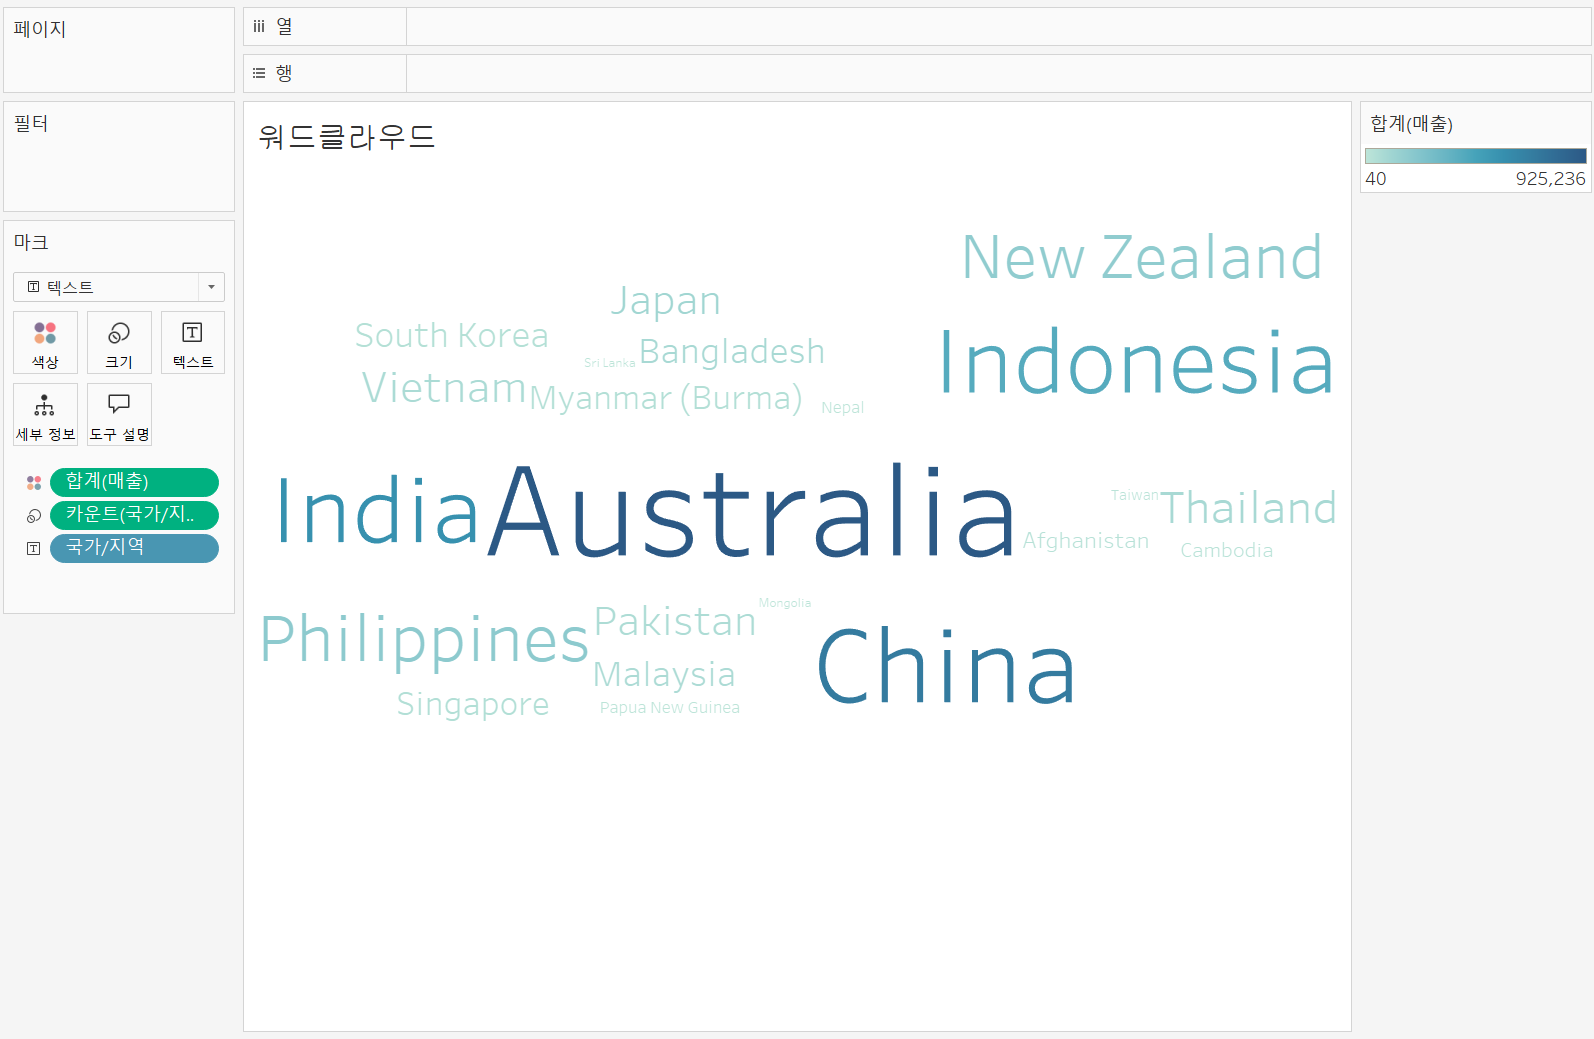 페이지
필터
마크
텍스트
색상
크기
텍스트
세부 정보
도구 설명
합계(매출)
카운트(국가/지..
국가/지역
열
행
워드클라우드
New Zealand
Japan
South Korea
Sri Lanka
Bangladesh
Indonesia
Vietnam
Myanmar (Burma)
Nepal
India
Australia
Taiwan
Thailand
Afghanistan
Cambodia
Philippines
Pakistan
Mongolia
China
Malaysia
Singapore
Papua New Guinea
합계(매출)
40 925,236